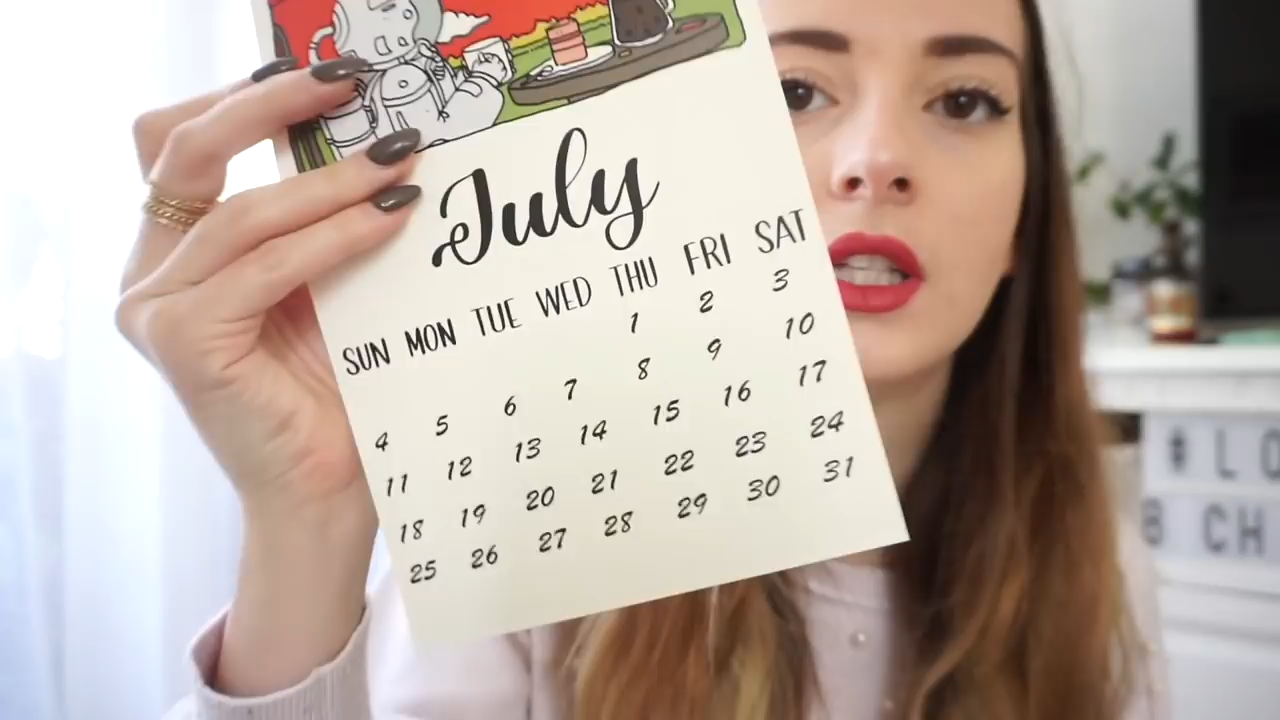 July
SUN MON TUE WED THU FRI SAT
1 2 3
4 5 6 7 8 9 10
11 12 13 14 15 16 17
18 19 20 21 22 23 24
25 26 27 28 29 30 31
# L O
B CH